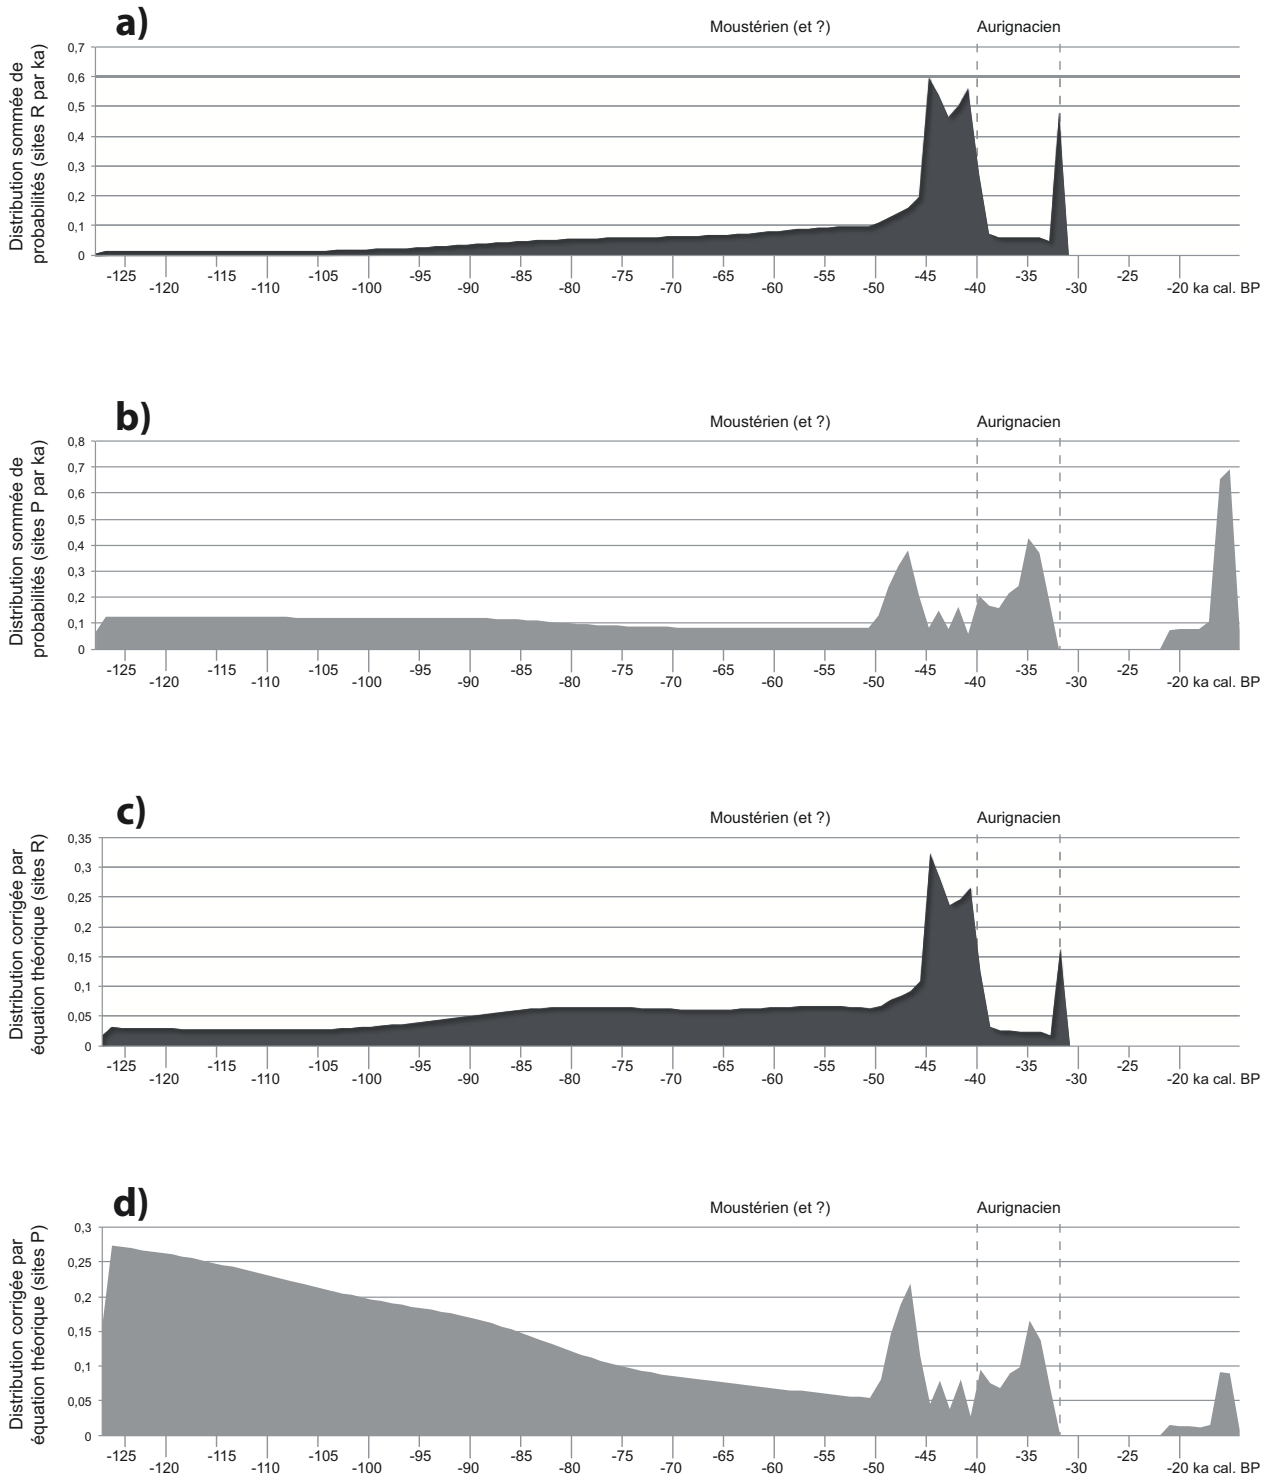 a)
Moustérien (et ?) Aurignacien
Distribution sommée de
probabilités (sites R par ka)
0,7
0,6
0,5
0,4
0,3
0,2
0,1
0
-125 -115 -110 -105 -95 -90 -85 -75 -70 -65 -55 -45 -35 -25
-120 -110 -100 -90 -80 -70 -60 -50 -40 -30 -20 ka cal. BP
b)
Moustérien (et ?) Aurignacien
Distribution sommée de
probabilités (sites P par ka)
0,8
0,7
0,6
0,5
0,4
0,3
0,2
0,1
0
-125 -115 -105 -95 -85 -75 -65 -55 -45 -35 -25
-120 -110 -100 -90 -80 -70 -60 -50 -40 -30 -20 ka cal. BP
c)
Moustérien (et ?) Aurignacien
Distribution corrigée par
équation théorique (sites R)
0,35
0,3
0,25
0,2
0,15
0,1
0,05
0
-125 -115 -105 -95 -85 -75 -65 -55 -45 -35 -25
-120 -110 -100 -90 -80 -70 -60 -50 -40 -30 -20 ka cal. BP
d)
Moustérien (et ?) Aurignacien
Distribution corrigée par
équation théorique (sites P)
0,3
0,25
0,2
0,15
0,1
0,05
0
-125 -115 -105 -95 -85 -75 -65 -55 -45 -35 -25
-120 -110 -100 -90 -80 -70 -60 -50 -40 -30 -20 ka cal. BP